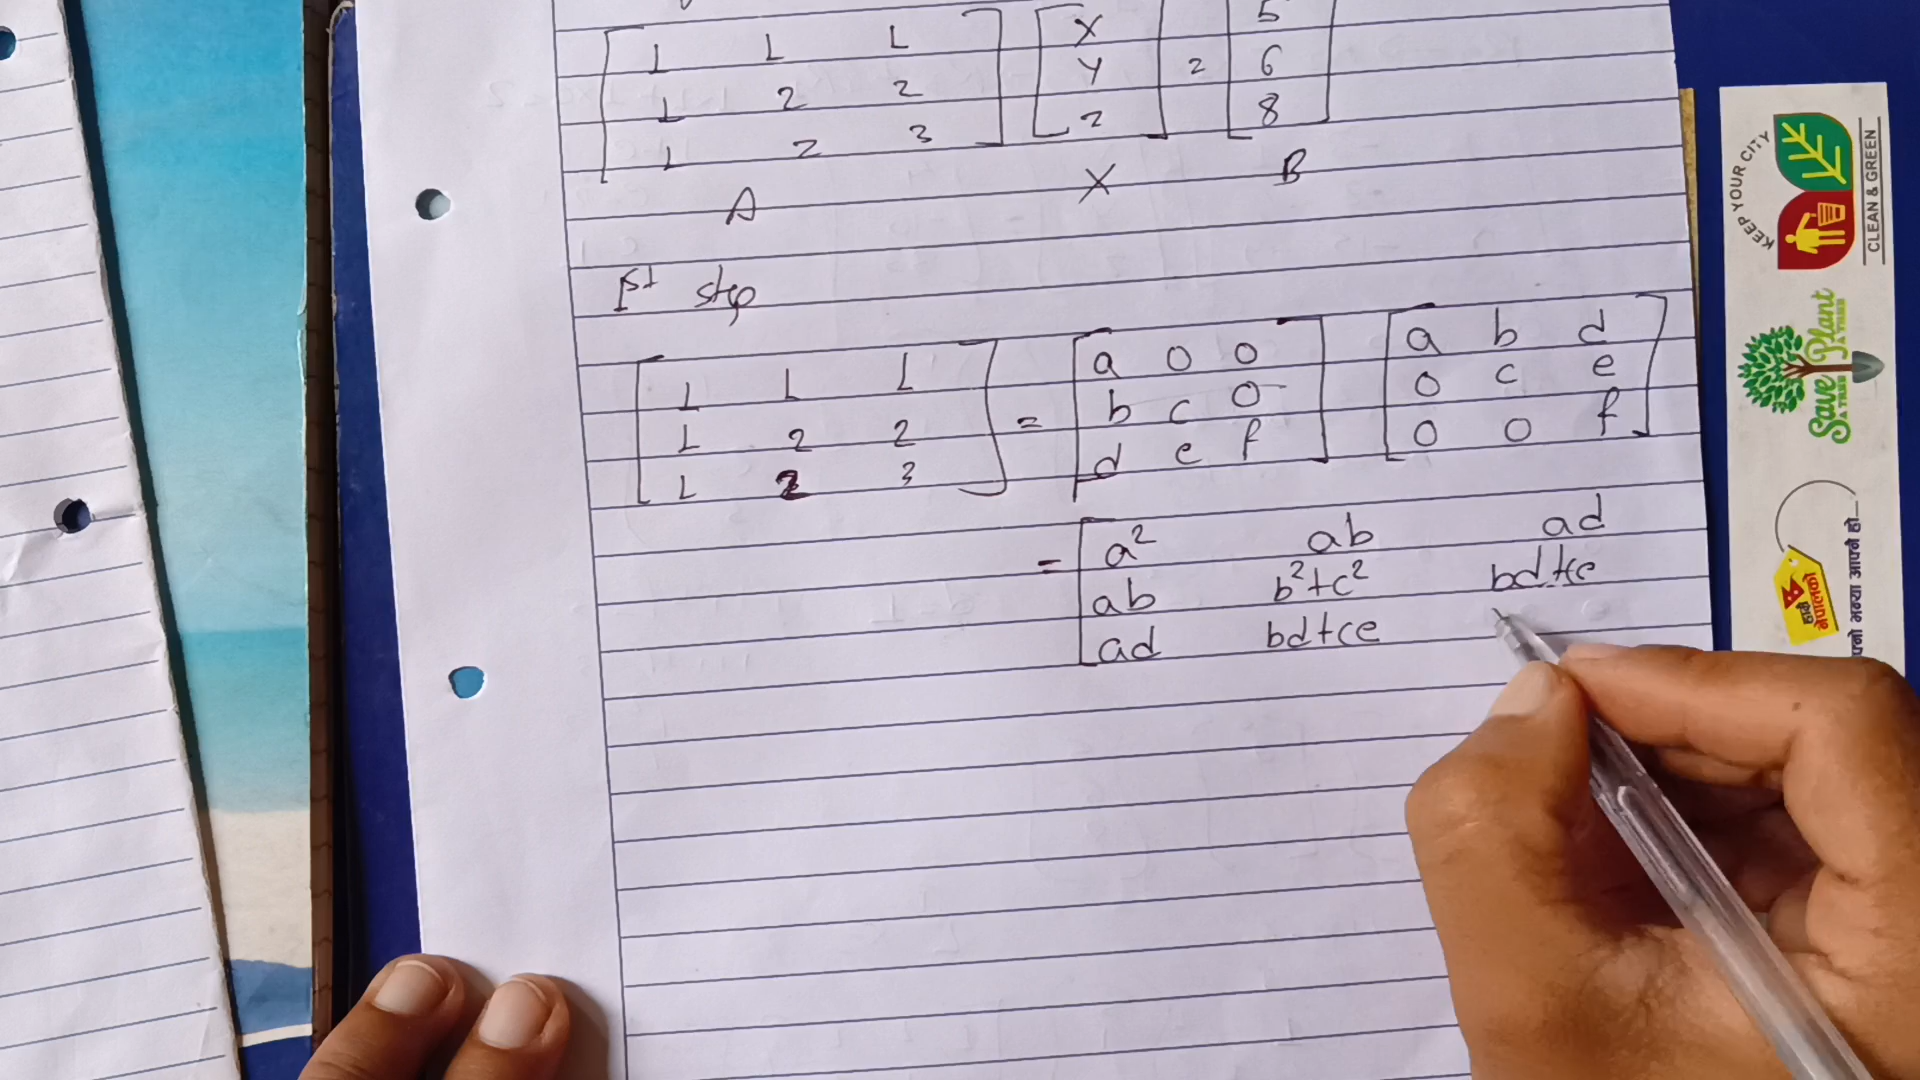 [1 1 1] [x] [5]
[1 2 2] [y] = [6]
[1 2 3] [z] [8]
A X B
1st step
[1 1 1] [a 0 0] [a b d]
[1 2 2] = [b c 0] [0 c e]
[1 2 3] [d e f] [0 0 f]
= [a² ab ad
ab b²+c² bd+ce
ad bd+ce
KEEP YOUR CITY
CLEAN & GREEN
Save Plant
A TREE